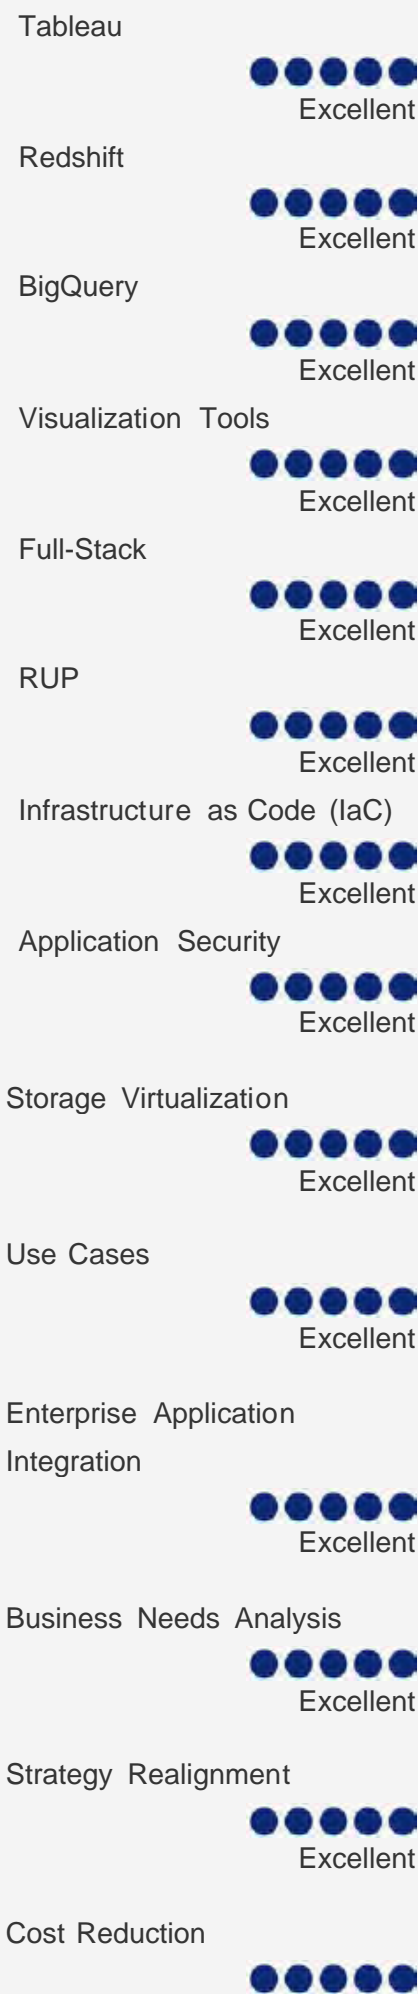 Tableau
Excellent
Redshift
Excellent
BigQuery
Excellent
Visualization Tools
Excellent
Full-Stack
Excellent
RUP
Excellent
Infrastructure as Code (IaC)
Excellent
Application Security
Excellent
Storage Virtualization
Excellent
Use Cases
Excellent
Enterprise Application
Integration
Excellent
Business Needs Analysis
Excellent
Strategy Realignment
Excellent
Cost Reduction